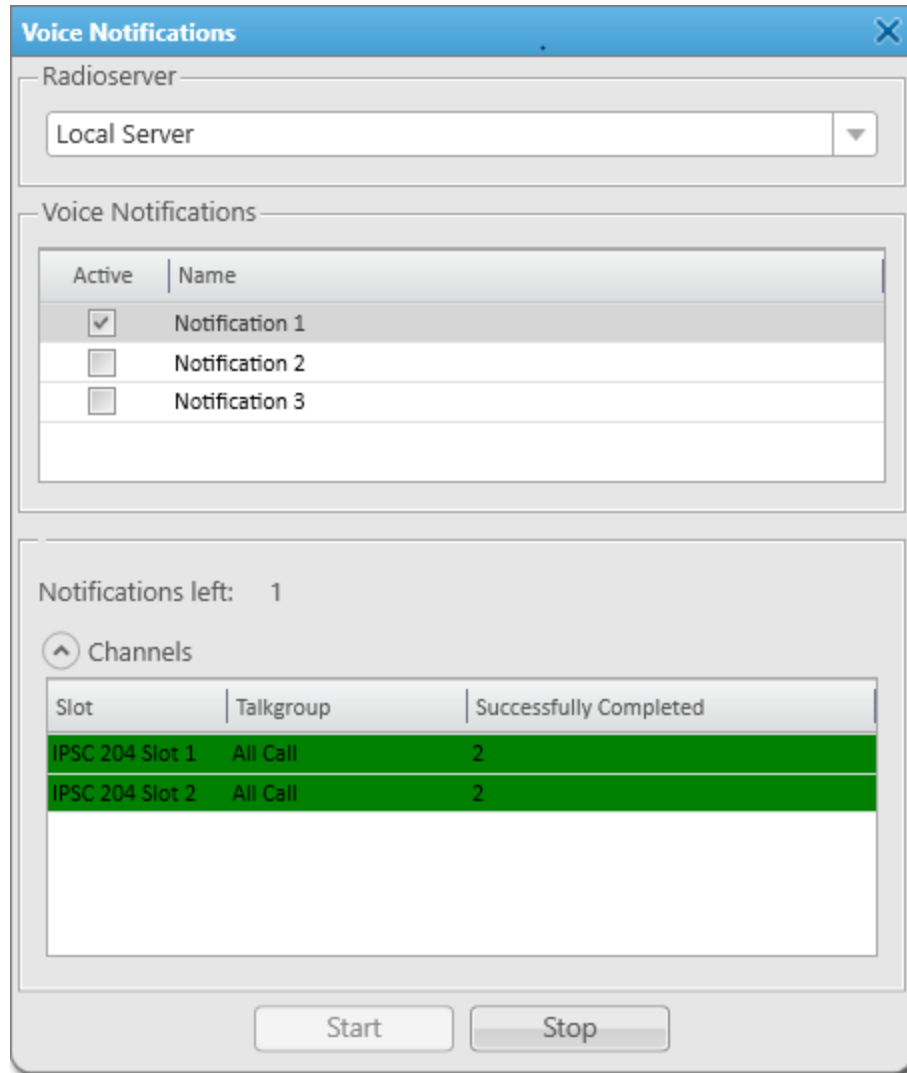 Voice Notifications
Radioserver
Local Server
Voice Notifications
Active Name
Notification 1
Notification 2
Notification 3
Notifications left: 1
Channels
Slot Talkgroup Successfully Completed
IPSC 204 Slot 1 All Call 2
IPSC 204 Slot 2 All Call 2
Start Stop